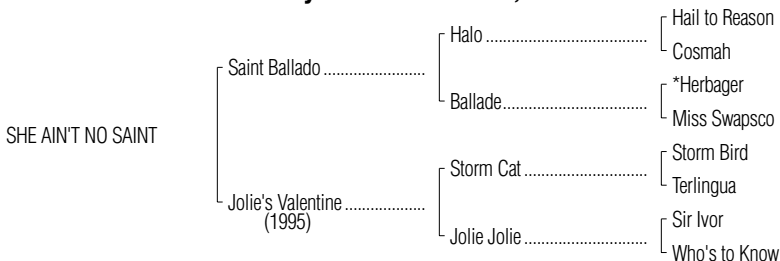 Hail to Reason
Halo ..........................................
Cosmah
Saint Ballado ...........................
*Herbager
Ballade......................................
Miss Swapsco
SHE AIN'T NO SAINT
Storm Bird
Storm Cat ................................
Terlingua
Jolie's Valentine .....................
(1995)
Sir Ivor
Jolie Jolie ................................
Who's to Know